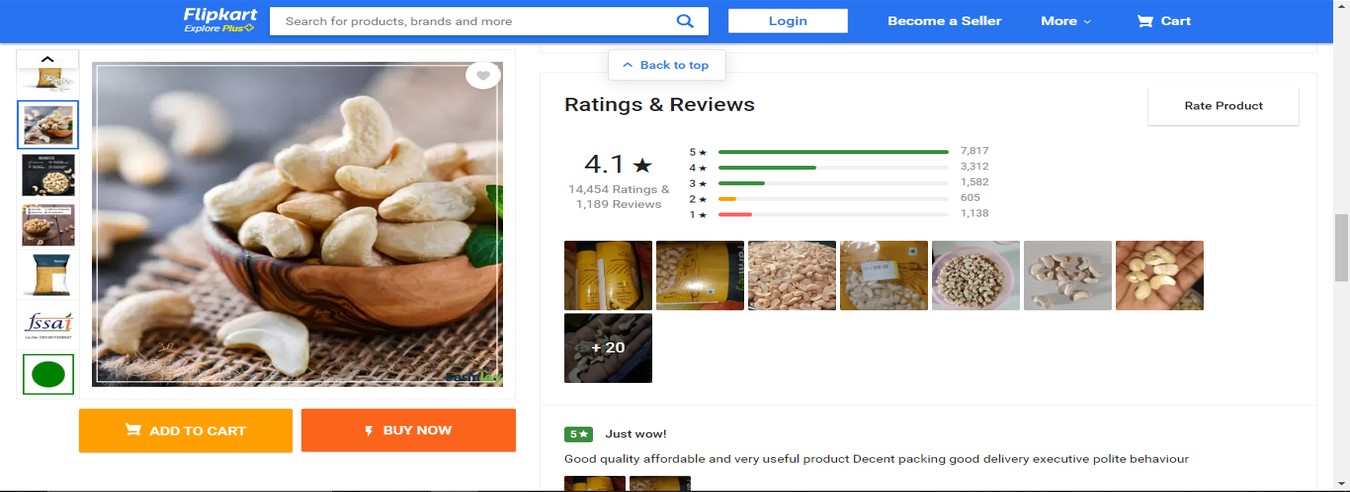 Flipkart
Explore Plus
Search for products, brands and more
Login
Become a Seller
More
Cart
Back to top
Ratings & Reviews
Rate Product
4.1 ★
14,454 Ratings &
1,189 Reviews
5 ★ 7,817
4 ★ 3,312
3 ★ 1,582
2 ★ 605
1 ★ 1,138
+ 20
fssai
ADD TO CART
BUY NOW
5 ★ Just wow!
Good quality affordable and very useful product Decent packing good delivery executive polite behaviour